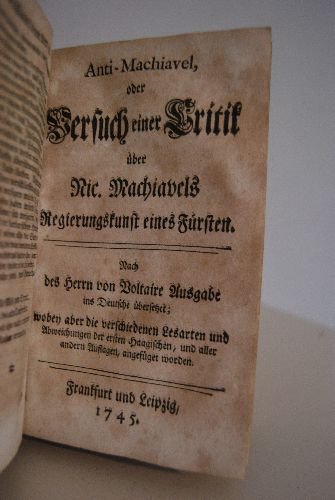 Anti-Machiavel,
oder
Versuch einer Critik
über
Nic. Machiavels
Regierungskunst eines Fürsten.
Nach
des Herrn von Voltaire Ausgabe
ins Deutsche übersetzet;
wobey aber die verschiedenen Lesarten und
Abweichungen der ersten Haagischen, und aller
andern Auflagen, angefüget worden.
Frankfurt und Leipzig,
1745.